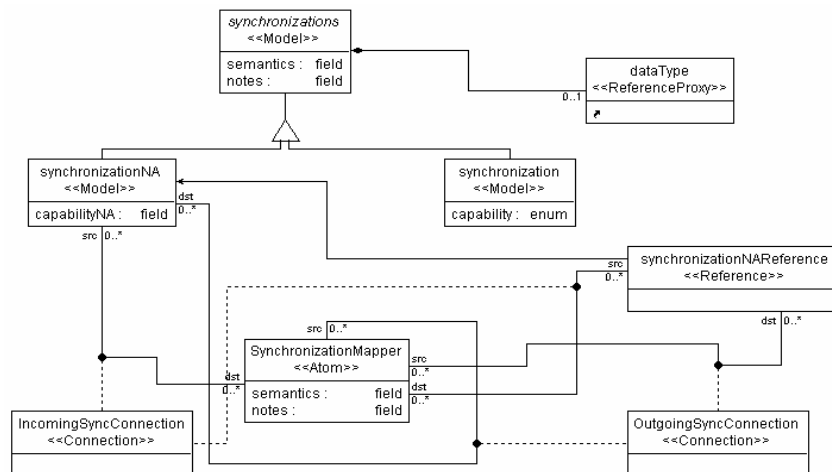 synchronizations
<<Model>>
semantics : field
notes : field
dataType
<<ReferenceProxy>>
0..1
synchronizationNA
<<Model>>
capabilityNA : field
dst
0..*
src 0..*
synchronization
<<Model>>
capability : enum
synchronizationNAReference
<<Reference>>
src
0..*
dst 0..*
src 0..*
SynchronizationMapper
<<Atom>>
semantics : field
notes : field
src
0..*
dst
0..*
dst
0..*
IncomingSyncConnection
<<Connection>>
OutgoingSyncConnection
<<Connection>>